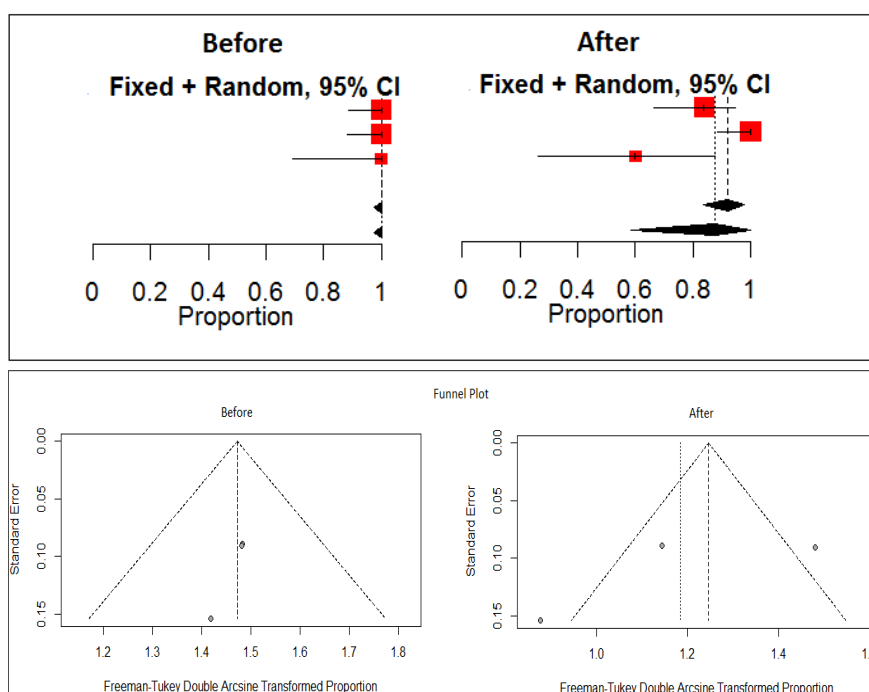 Before
After
Fixed + Random, 95% CI
Fixed + Random, 95% CI
0 0.2 0.4 0.6 0.8 1
Proportion
0 0.2 0.4 0.6 0.8 1
Proportion
Funnel Plot
Before
After
Standard Error
0.00
0.05
0.10
0.15
1.2 1.3 1.4 1.5 1.6 1.7 1.8
Freeman-Tukey Double Arcsine Transformed Proportion
Standard Error
0.00
0.05
0.10
0.15
1.0 1.2 1.4
Freeman-Tukey Double Arcsine Transformed Proportion